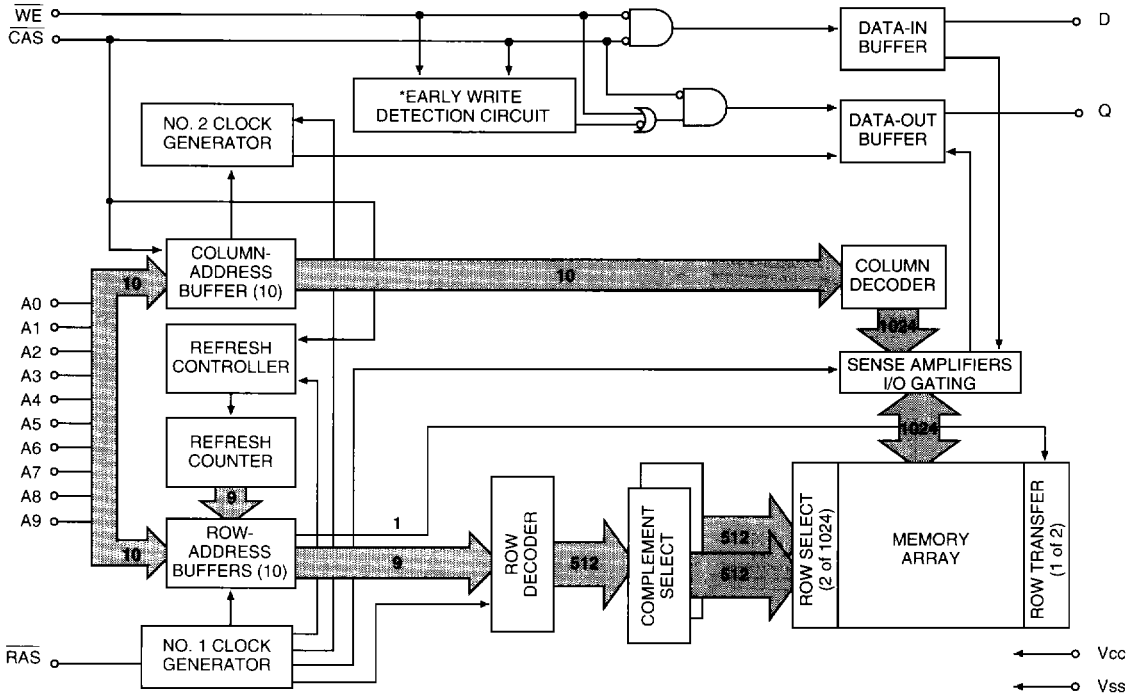 WE
CAS
D
Q
DATA-IN
BUFFER
*EARLY WRITE
DETECTION CIRCUIT
DATA-OUT
BUFFER
NO. 2 CLOCK
GENERATOR
COLUMN-
ADDRESS
BUFFER (10)
10
10
COLUMN
DECODER
1024
A0
A1
A2
A3
A4
A5
A6
A7
A8
A9
REFRESH
CONTROLLER
SENSE AMPLIFIERS
I/O GATING
1024
REFRESH
COUNTER
9
10
ROW-
ADDRESS
BUFFERS (10)
1
9
ROW
DECODER
512
COMPLEMENT
SELECT
512
512
ROW SELECT
(2 of 1024)
MEMORY
ARRAY
ROW TRANSFER
(1 of 2)
RAS
NO. 1 CLOCK
GENERATOR
Vcc
Vss